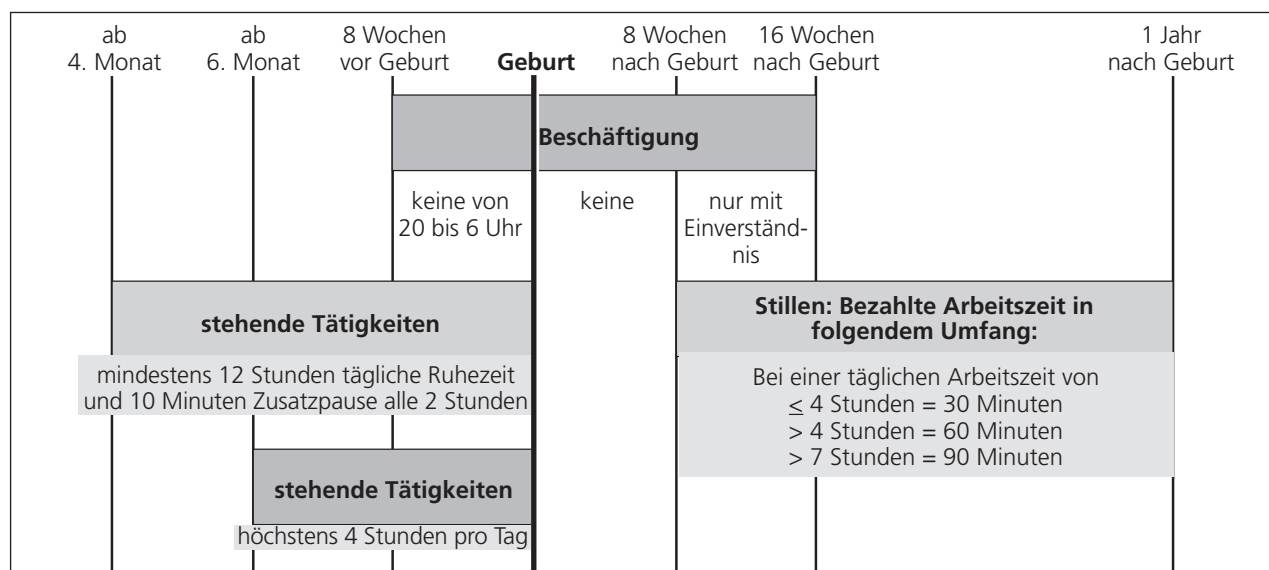 ab
4. Monat
ab
6. Monat
8 Wochen
vor Geburt
Geburt
8 Wochen
nach Geburt
16 Wochen
nach Geburt
1 Jahr
nach Geburt
Beschäftigung
keine von
20 bis 6 Uhr
keine
nur mit
Einverständ-
nis
stehende Tätigkeiten
mindestens 12 Stunden tägliche Ruhezeit
und 10 Minuten Zusatzpause alle 2 Stunden
Stillen: Bezahlte Arbeitszeit in
folgendem Umfang:
Bei einer täglichen Arbeitszeit von
≤ 4 Stunden = 30 Minuten
> 4 Stunden = 60 Minuten
> 7 Stunden = 90 Minuten
stehende Tätigkeiten
höchstens 4 Stunden pro Tag